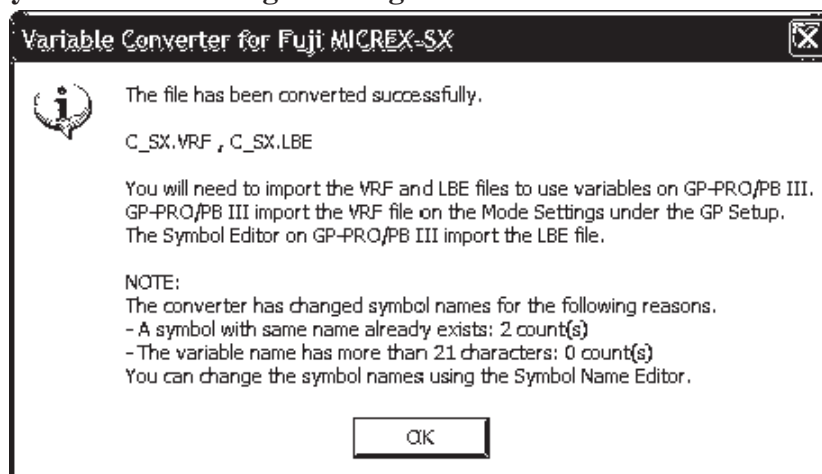 Variable Converter for Fuji MICREX-SX
The file has been converted successfully.
C_SX.VRF , C_SX.LBE
You will need to import the VRF and LBE files to use variables on GP-PRO/PB III.
GP-PRO/PB III import the VRF file on the Mode Settings under the GP Setup.
The Symbol Editor on GP-PRO/PB III import the LBE file.
NOTE:
The converter has changed symbol names for the following reasons.
- A symbol with same name already exists: 2 count(s)
- The variable name has more than 21 characters: 0 count(s)
You can change the symbol names using the Symbol Name Editor.
OK